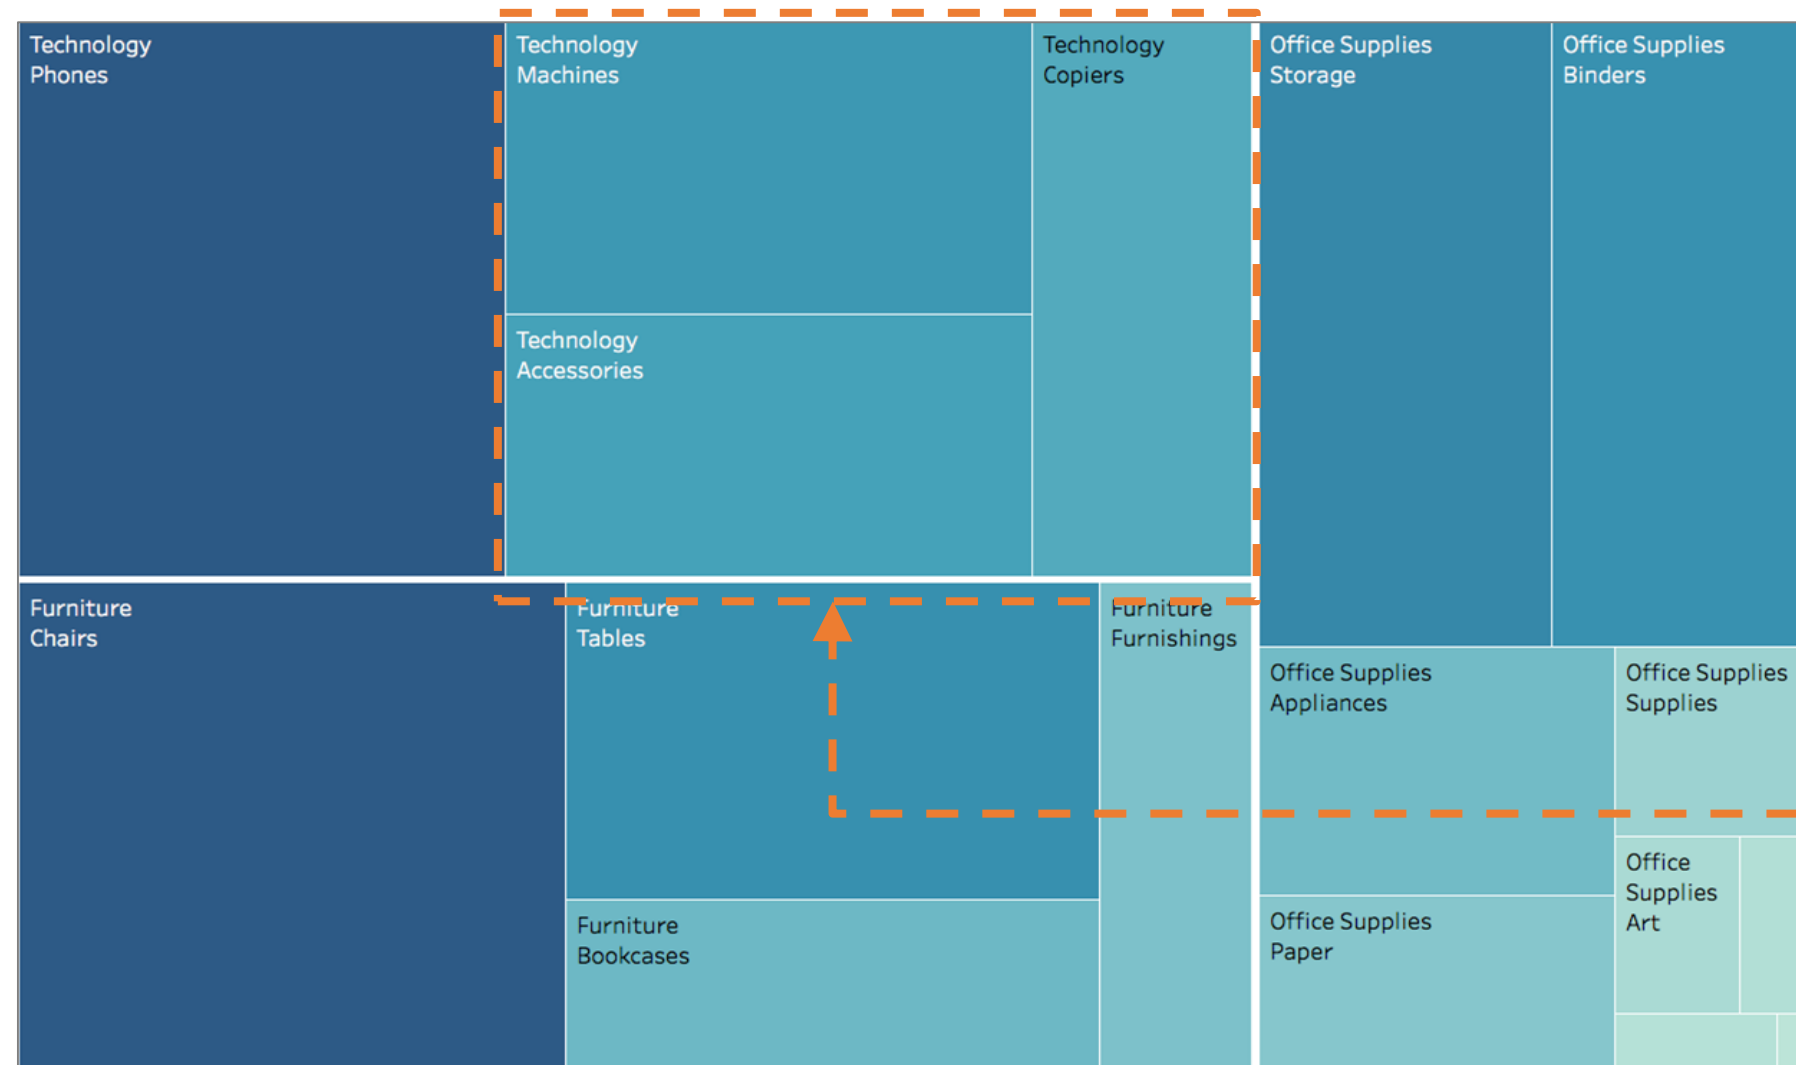 Technology
Phones
Technology
Machines
Technology
Copiers
Technology
Accessories
Furniture
Chairs
Furniture
Tables
Furniture
Furnishings
Furniture
Bookcases
Office Supplies
Storage
Office Supplies
Binders
Office Supplies
Appliances
Office Supplies
Supplies
Office Supplies
Paper
Office
Supplies
Art